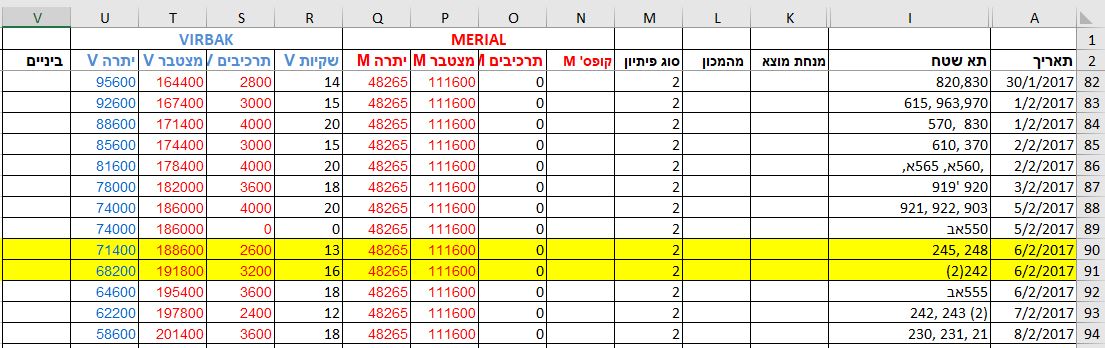 A I K L M N O P Q R S T U V
1 MERIAL VIRBAK
2 תאריך תא שטח מנחת מוצא מהמכון סוג פיתיון קופס' M תרכיבים M מצטבר M יתרה M שקיות V תרכיבים V מצטבר V יתרה V ביניים
82 30/1/2017 820,830 2 0 111600 48265 14 2800 164400 95600
83 1/2/2017 615, 963,970 2 0 111600 48265 15 3000 167400 92600
84 1/2/2017 570, 830 2 0 111600 48265 20 4000 171400 88600
85 2/2/2017 610, 370 2 0 111600 48265 15 3000 174400 85600
86 2/2/2017 ,560א, 565א, 2 0 111600 48265 20 4000 178400 81600
87 3/2/2017 919' 920 2 0 111600 48265 18 3600 182000 78000
88 5/2/2017 921, 922, 903 2 0 111600 48265 20 4000 186000 74000
89 5/2/2017 550אב 2 0 111600 48265 0 0 186000 74000
90 6/2/2017 245, 248 2 0 111600 48265 13 2600 188600 71400
91 6/2/2017 242(2) 2 0 111600 48265 16 3200 191800 68200
92 6/2/2017 555אב 2 0 111600 48265 18 3600 195400 64600
93 7/2/2017 242, 243 (2) 2 0 111600 48265 12 2400 197800 62200
94 8/2/2017 230, 231, 21 2 0 111600 48265 18 3600 201400 58600